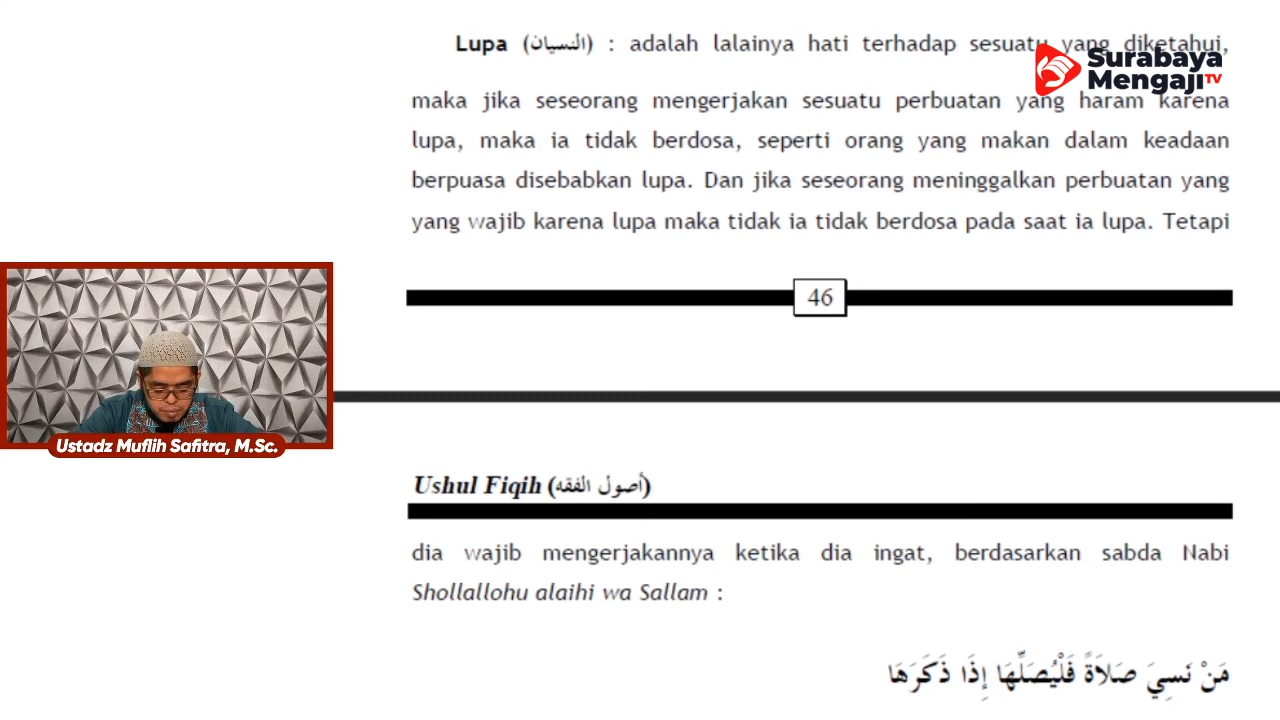 Lupa (النسيان) : adalah lalainya hati terhadap sesuatu yang diketahui,
Surabaya
MengajiTV
maka jika seseorang mengerjakan sesuatu perbuatan yang haram karena
lupa, maka ia tidak berdosa, seperti orang yang makan dalam keadaan
berpuasa disebabkan lupa. Dan jika seseorang meninggalkan perbuatan yang
yang wajib karena lupa maka tidak ia tidak berdosa pada saat ia lupa. Tetapi
46
Ustadz Muflih Safitra, M.Sc.
Ushul Fiqih (أصول الفقه)
dia wajib mengerjakannya ketika dia ingat, berdasarkan sabda Nabi
Shollallohu alaihi wa Sallam :
مَنْ نَسِيَ صَلاَةً فَلْيُصَلِّهَا إِذَا ذَكَرَهَا